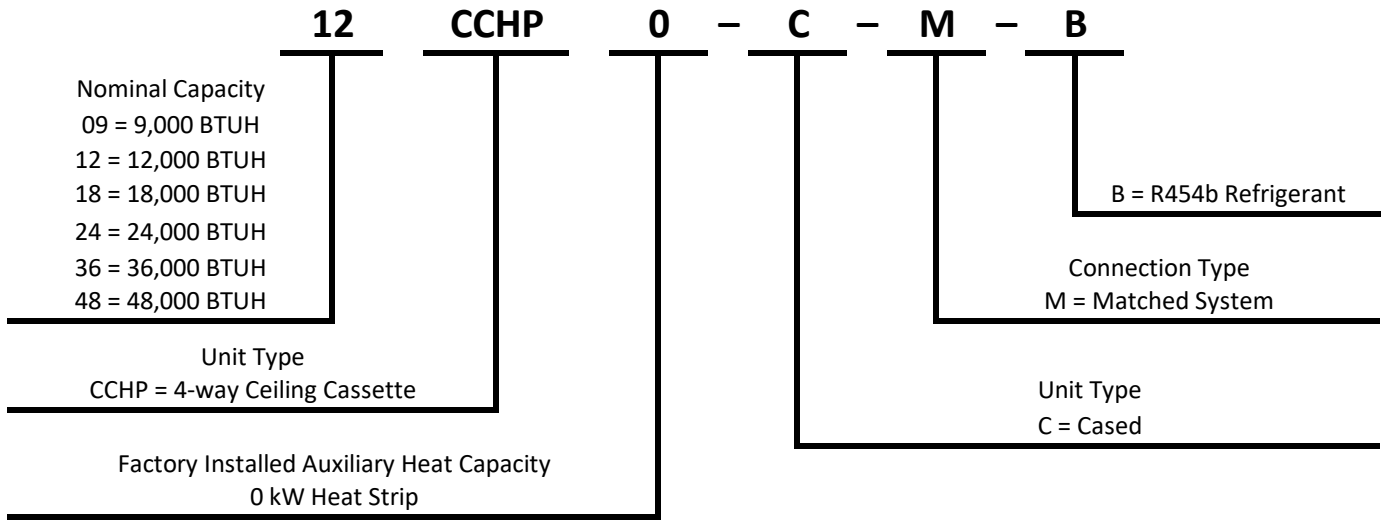 12 CCHP 0 – C – M – B
Nominal Capacity
09 = 9,000 BTUH
12 = 12,000 BTUH
18 = 18,000 BTUH
24 = 24,000 BTUH
36 = 36,000 BTUH
48 = 48,000 BTUH
Unit Type
CCHP = 4-way Ceiling Cassette
Factory Installed Auxiliary Heat Capacity
0 kW Heat Strip
B = R454b Refrigerant
Connection Type
M = Matched System
Unit Type
C = Cased